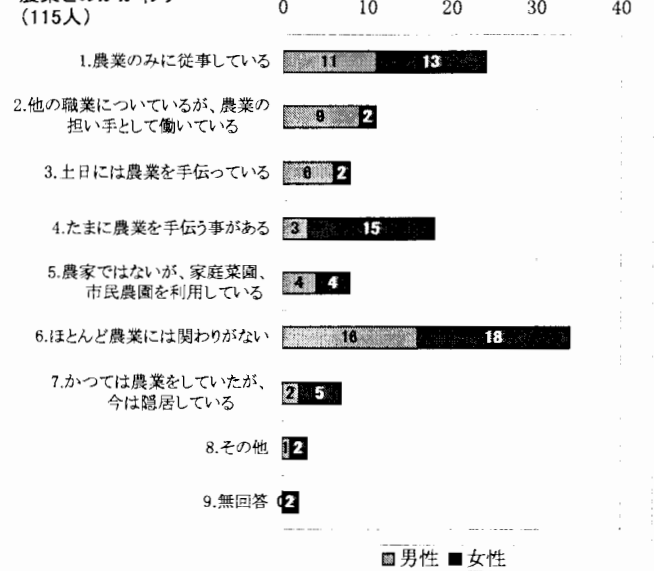 (115人)
0 10 20 30 40
1.農業のみに従事している 11 13
2.他の職業についているが、農業の
担い手として働いている 9 2
3.土日には農業を手伝っている 6 2
4.たまに農業を手伝う事がある 3 15
5.農家ではないが、家庭菜園、
市民農園を利用している 4 4
6.ほとんど農業には関わりがない 16 18
7.かつては農業をしていたが、
今は隠居している 2 5
8.その他 1 2
9.無回答 0 2
男性 女性